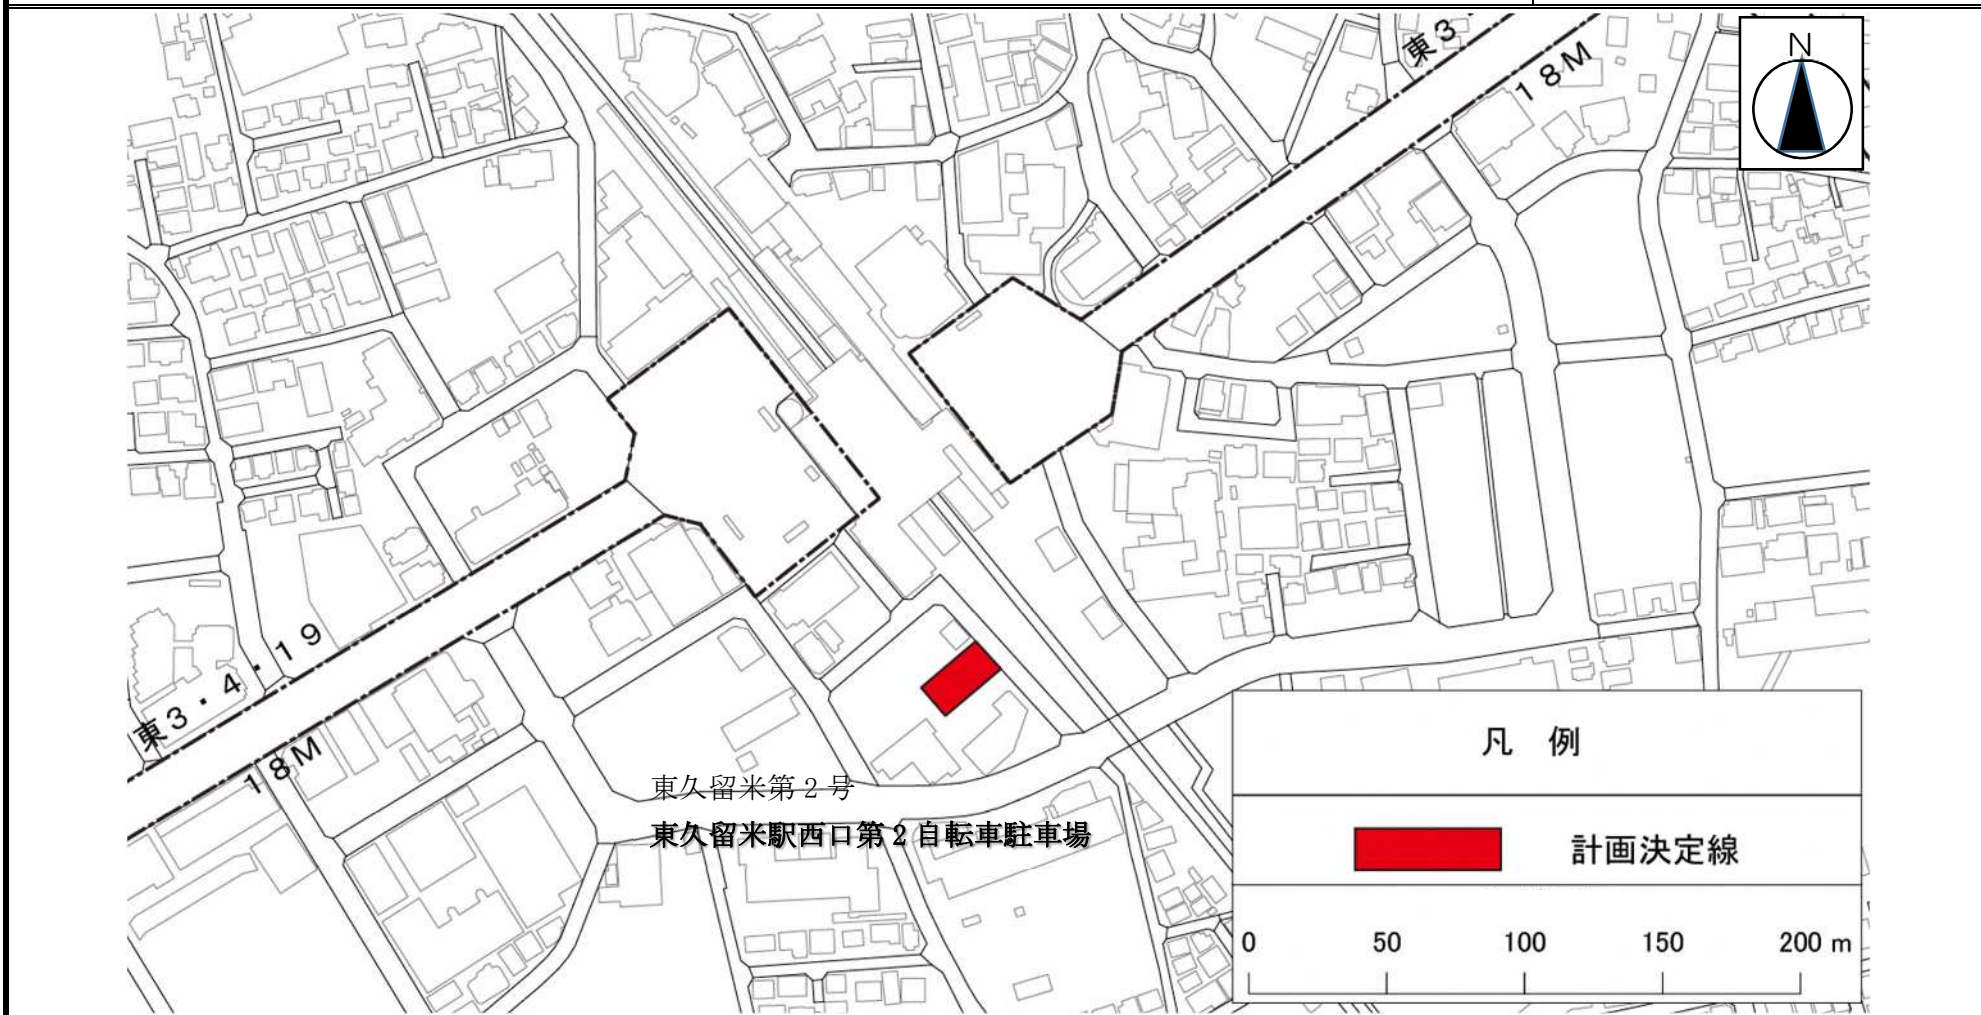 東3・
18M
N
東3・4・19
18M
東久留米第2号
東久留米駅西口第2自転車駐車場
凡 例
計画決定線
0 50 100 150 200 m